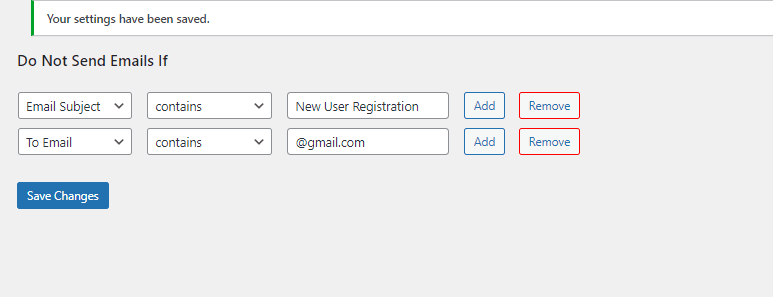 Your settings have been saved.
Do Not Send Emails If
Email Subject contains New User Registration Add Remove
To Email contains @gmail.com Add Remove
Save Changes